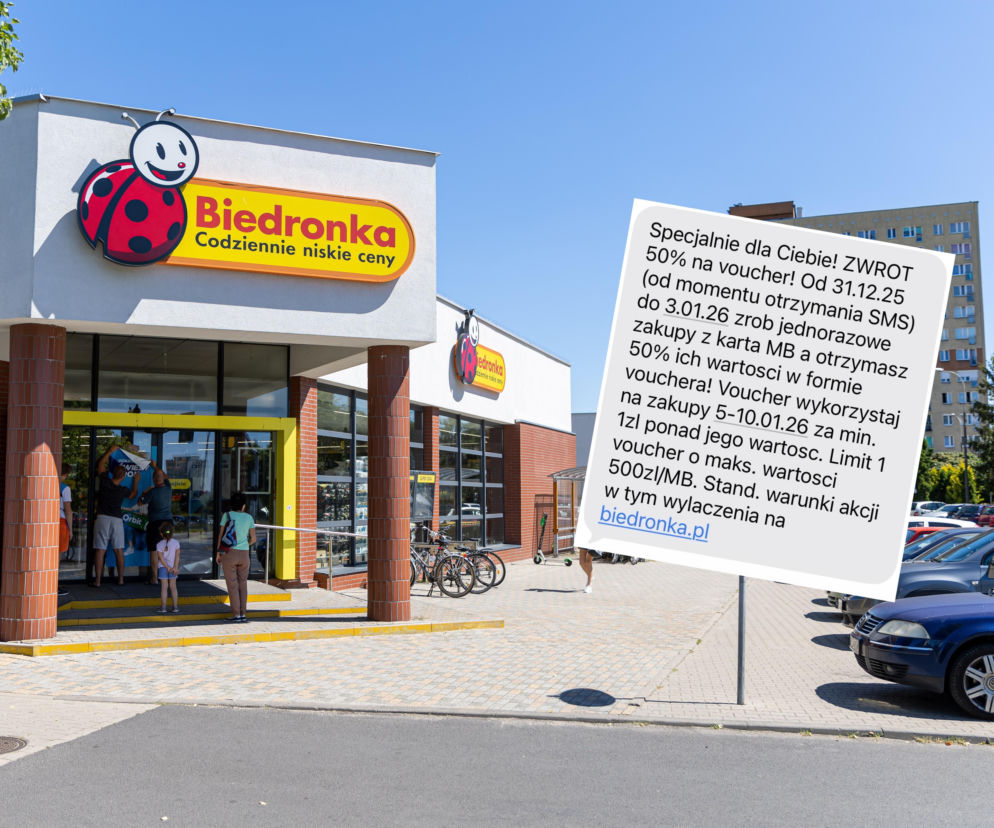 Biedronka
Codziennie niskie ceny
Specjalnie dla Ciebie! ZWROT
50% na voucher! Od 31.12.25
(od momentu otrzymania SMS)
do 3.01.26 zrob jednorazowe
zakupy z karta MB a otrzymasz
50% ich wartosci w formie
vouchera! Voucher wykorzystaj
na zakupy 5-10.01.26 za min.
1zl ponad jego wartosc. Limit 1
voucher o maks. wartosci
500zl/MB. Stand. warunki akcji
w tym wylaczenia na
biedronka.pl
Biedronka
Orbit